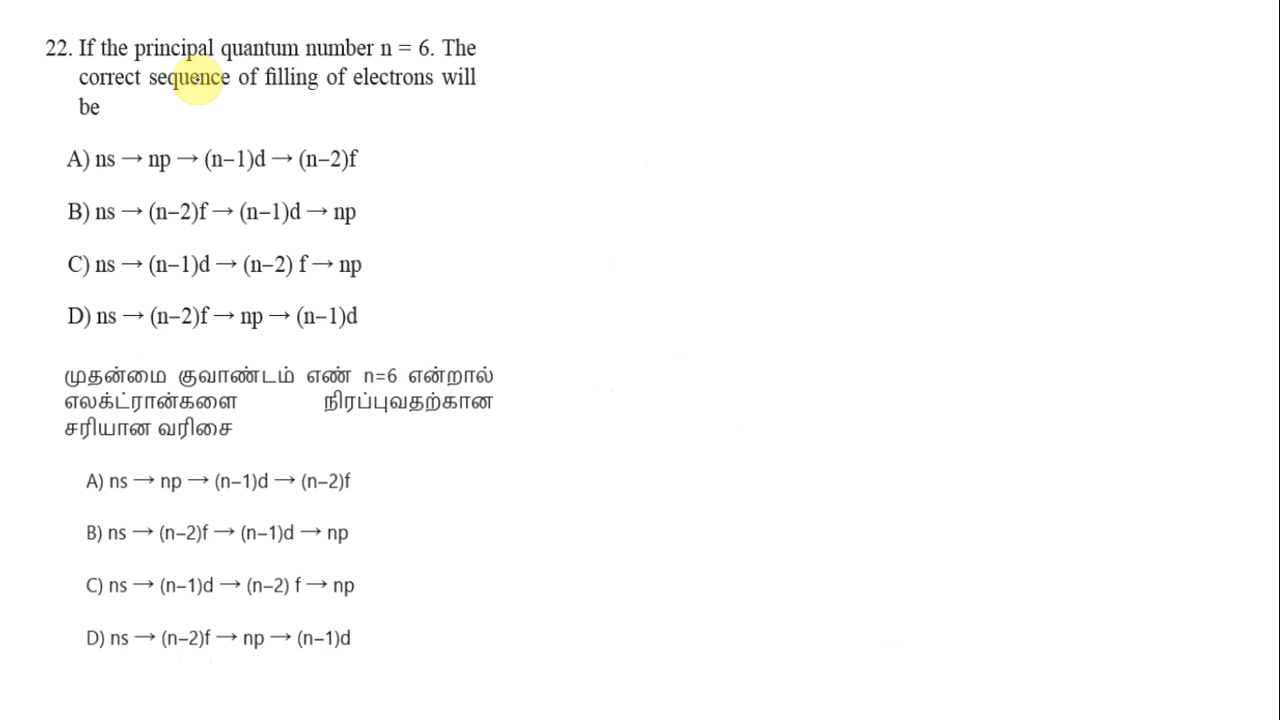 22. If the principal quantum number n = 6. The
correct sequence of filling of electrons will
be
A) ns → np → (n−1)d → (n−2)f
B) ns → (n−2)f → (n−1)d → np
C) ns → (n−1)d → (n−2) f → np
D) ns → (n−2)f → np → (n−1)d
முதன்மை குவாண்டம் எண் n=6 என்றால்
எலக்ட்ரான்களை நிரப்புவதற்கான
சரியான வரிசை
A) ns → np → (n−1)d → (n−2)f
B) ns → (n−2)f → (n−1)d → np
C) ns → (n−1)d → (n−2) f → np
D) ns → (n−2)f → np → (n−1)d